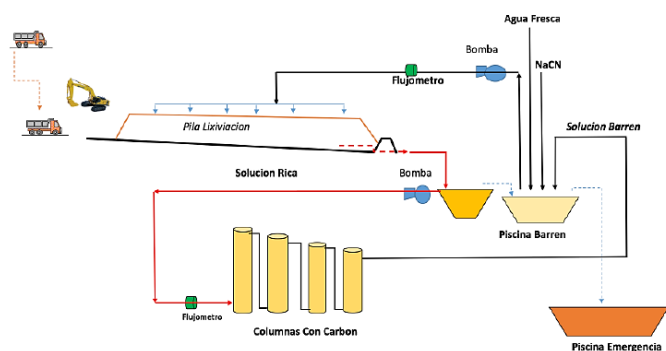 Agua Fresca
Bomba
NaCN
Flujometro
Solucion Barren
Pila Lixiviacion
Solucion Rica
Bomba
Piscina Barren
Flujometro
Columnas Con Carbon
Piscina Emergencia